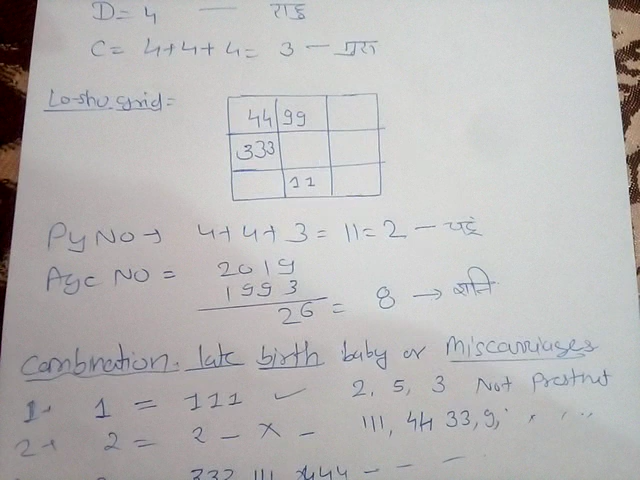 D = 4 — राहु
C = 4+4+4 = 3 —
Lo-shu grid =
44 99
333
11
Py No → 4+4+3 = 11 = 2 —
Age No = 2019
1993
26 = 8 → शनि
Combination. late birth baby or Miscarriages
1. 1 = 111 ✓ 2, 5, 3 Not
2. 2 = 2 - × - 111, 44 33, 9,